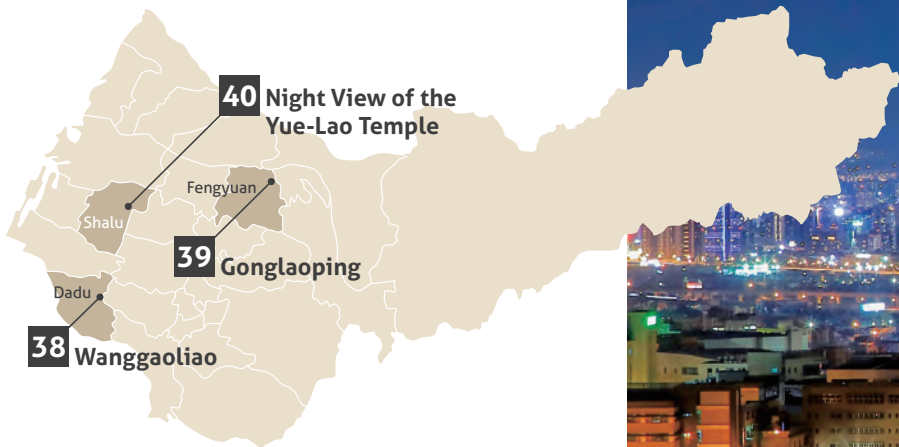 40 Night View of the
Yue-Lao Temple
Fengyuan
Shalu
39 Gonglaoping
Dadu
38 Wanggaoliao